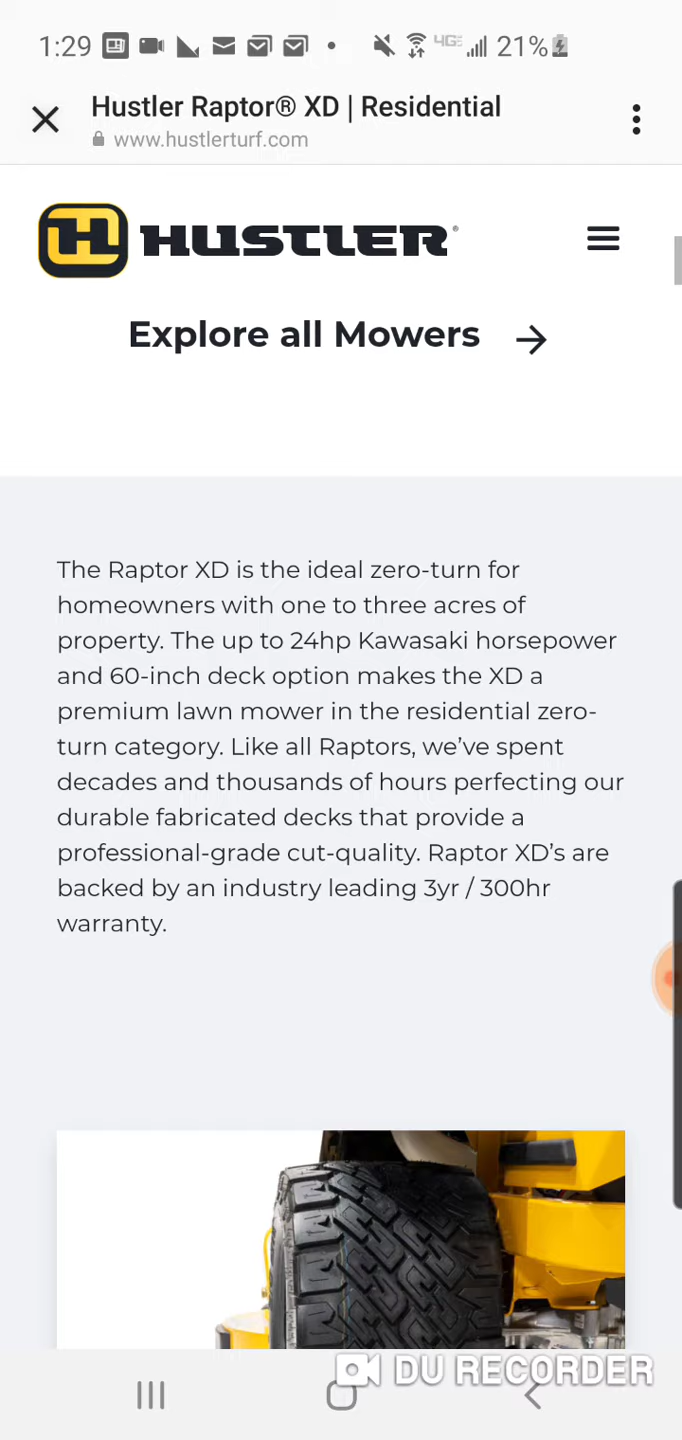 1:29 4GE 21%
Hustler Raptor® XD | Residential
www.hustlerturf.com
H HUSTLER®
Explore all Mowers →
The Raptor XD is the ideal zero-turn for
homeowners with one to three acres of
property. The up to 24hp Kawasaki horsepower
and 60-inch deck option makes the XD a
premium lawn mower in the residential zero-
turn category. Like all Raptors, we’ve spent
decades and thousands of hours perfecting our
durable fabricated decks that provide a
professional-grade cut-quality. Raptor XD’s are
backed by an industry leading 3yr / 300hr
warranty.
DU RECORDER